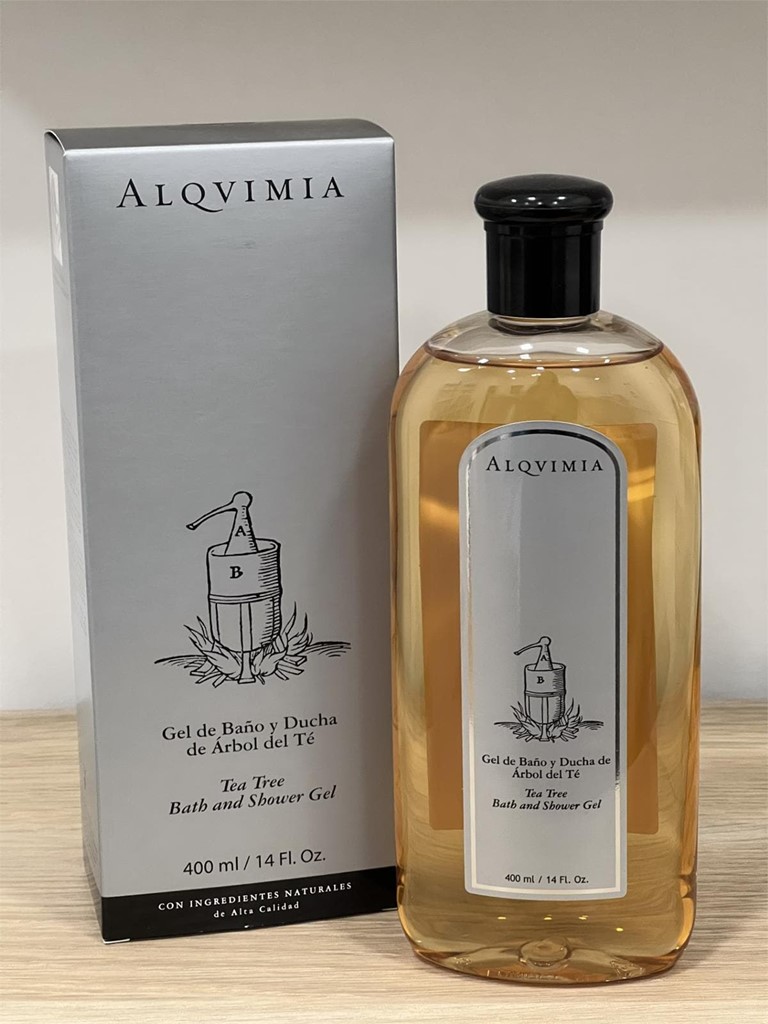 ALQVIMIA
A
B
Gel de Baño y Ducha
de Árbol del Té
Tea Tree
Bath and Shower Gel
400 ml / 14 Fl. Oz.
CON INGREDIENTES NATURALES
de Alta Calidad
ALQVIMIA
A
B
Gel de Baño y Ducha de
Árbol del Té
Tea Tree
Bath and Shower Gel
400 ml / 14 Fl. Oz.